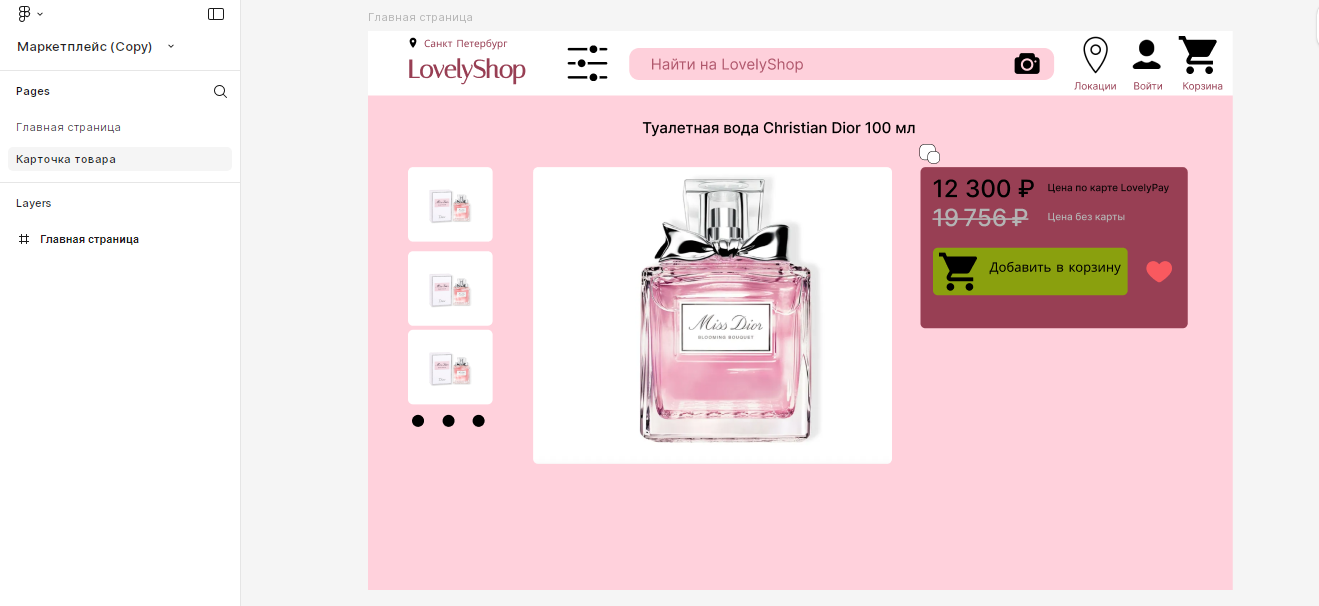 Маркетплейс (Copy)
Pages
Главная страница
Карточка товара
Layers
Главная страница
Главная страница
Санкт Петербург
LovelyShop
Найти на LovelyShop
Локации
Войти
Корзина
Туалетная вода Christian Dior 100 мл
12 300 ₽
Цена по карте LovelyPay
19 756 ₽
Цена без карты
Добавить в корзину
Miss Dior
BLOOMING BOUQUET